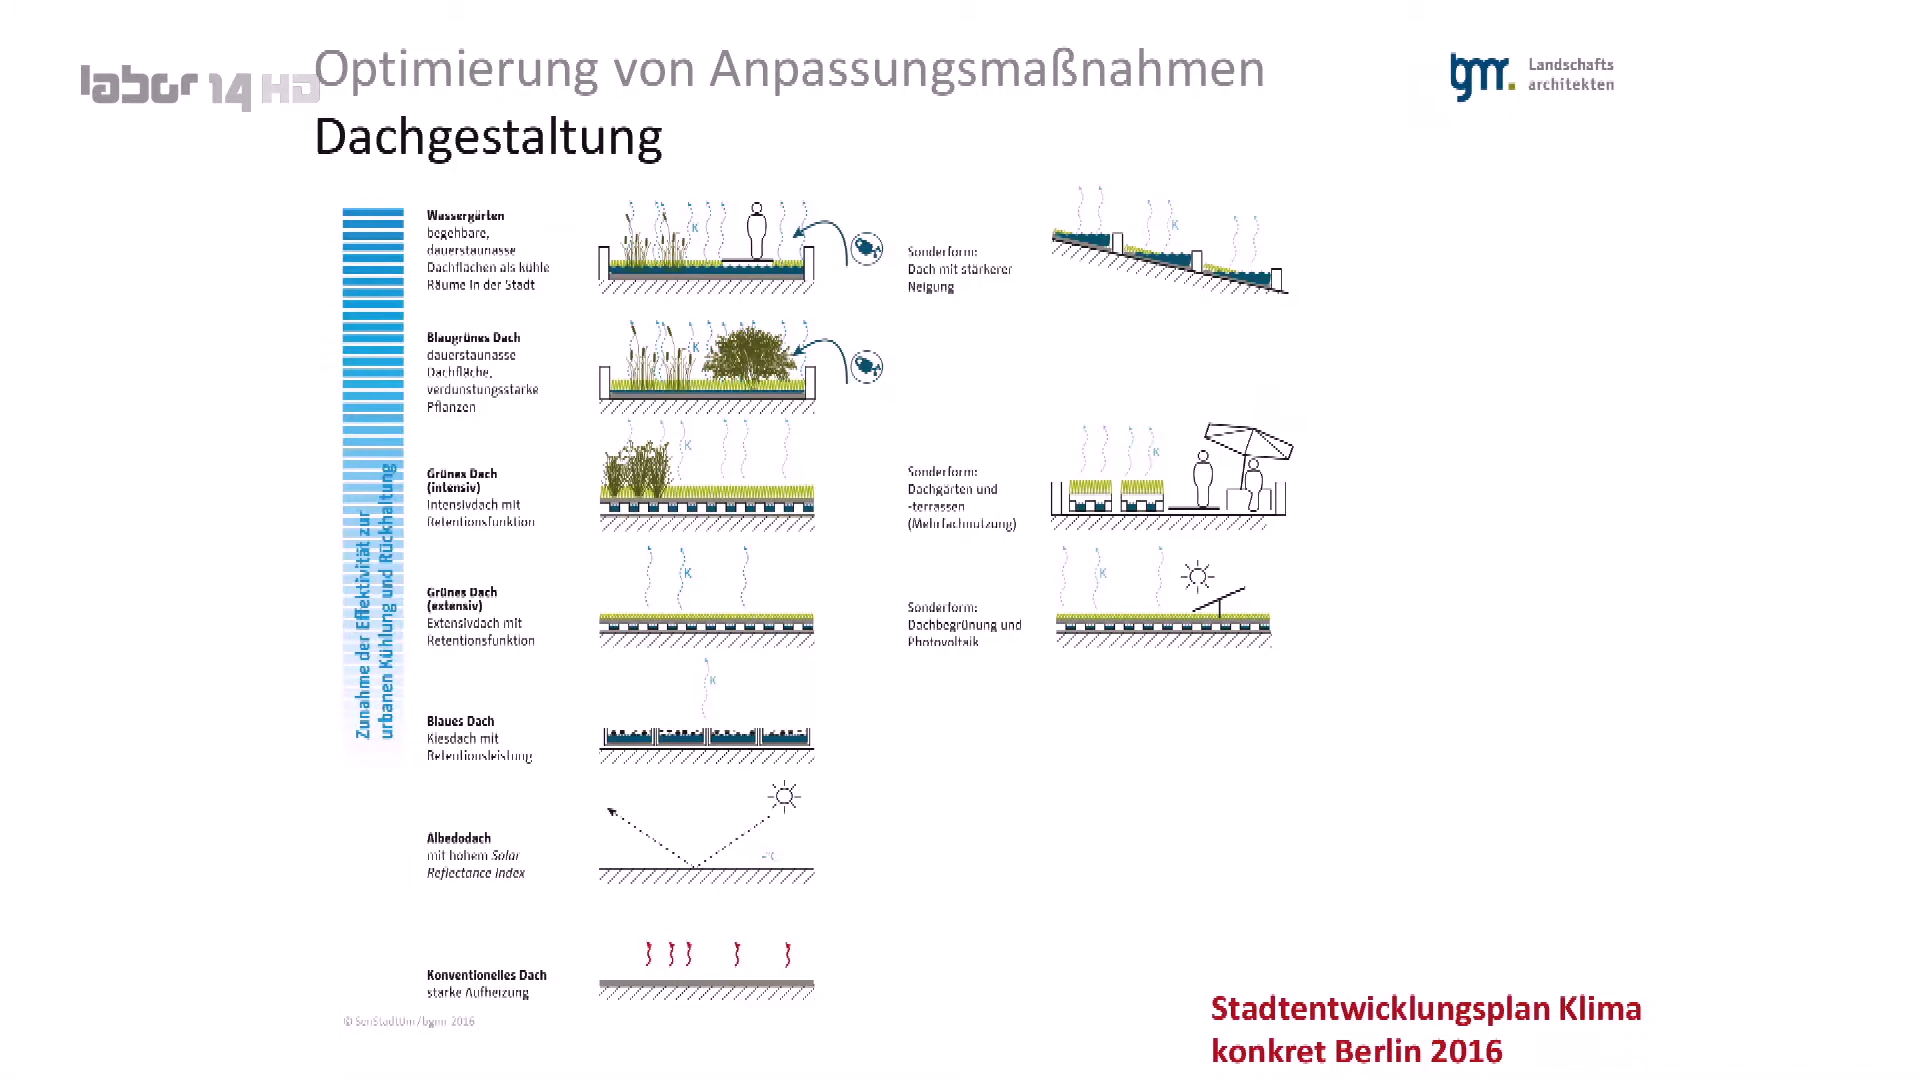 Optimierung von Anpassungsmaßnahmen
labor 14 HD
bgmr. Landschafts
architekten
Dachgestaltung
Wassergärten
begehbare,
dauerstaunasse
Dachflächen als kühle
Räume in der Stadt
K
Sonderform:
Dach mit stärkerer
Neigung
K
Blaugrünes Dach
dauerstaunasse
Dachfläche,
verdunstungsstarke
Pflanzen
K
Grünes Dach
(intensiv)
Intensivdach mit
Retentionsfunktion
K
Sonderform:
Dachgärten und
-terrassen
(Mehrfachnutzung)
K
Grünes Dach
(extensiv)
Extensivdach mit
Retentionsfunktion
K
Sonderform:
Dachbegrünung und
Photovoltaik
K
Blaues Dach
Kiesdach mit
Retentionsleistung
K
Zunahme der Effektivität zur
urbanen Kühlung und Rückhaltung
Albedodach
mit hohem Solar
Reflectance Index
-°C
Konventionelles Dach
starke Aufheizung
© SenStadtUm/bgmr 2016
Stadtentwicklungsplan Klima
konkret Berlin 2016